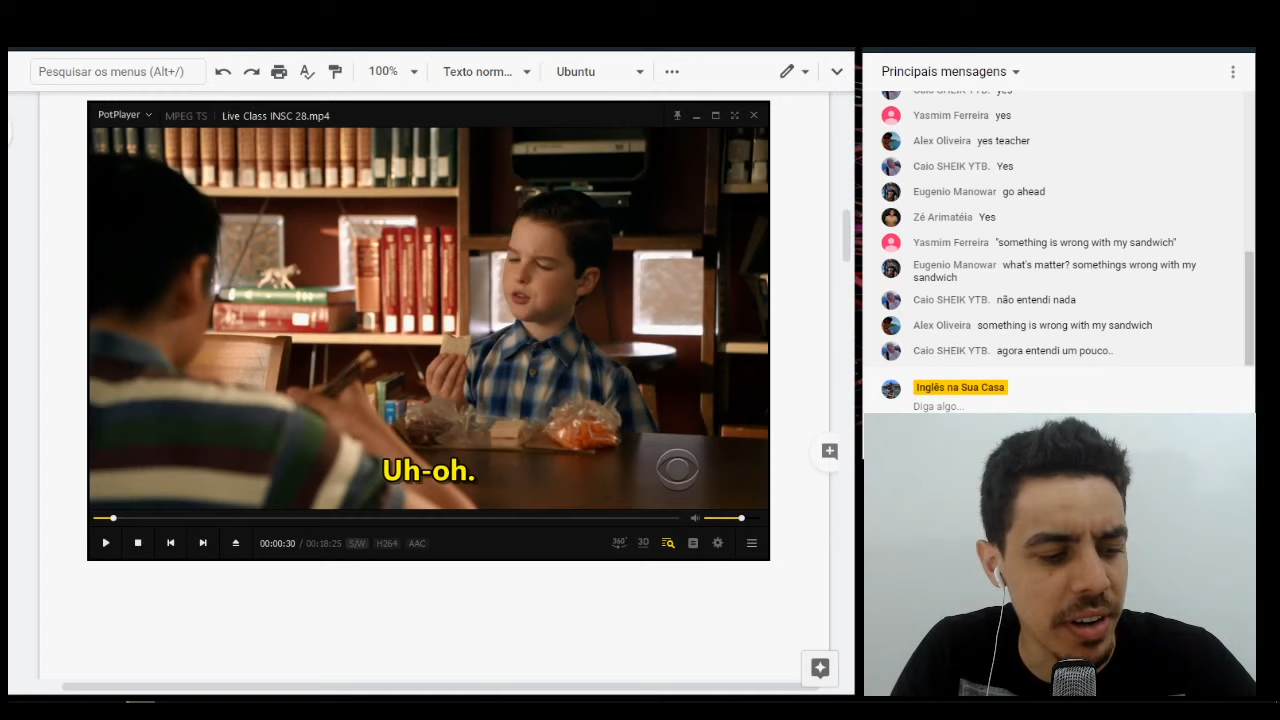 Pesquisar os menus (Alt+/)
100%
Texto norm...
Ubuntu
PotPlayer
MPEG TS
Live Class INSC 28.mp4
Uh-oh.
00:00:30 / 00:18:25 S/W H264 AAC
360°
3D
Principais mensagens
Caio SHEIK YTB. yes
Yasmim Ferreira yes
Alex Oliveira yes teacher
Caio SHEIK YTB. Yes
Eugenio Manowar go ahead
Zé Arimatéia Yes
Yasmim Ferreira "something is wrong with my sandwich"
Eugenio Manowar what's matter? somethings wrong with my
sandwich
Caio SHEIK YTB. não entendi nada
Alex Oliveira something is wrong with my sandwich
Caio SHEIK YTB. agora entendi um pouco..
Inglês na Sua Casa
Diga algo...